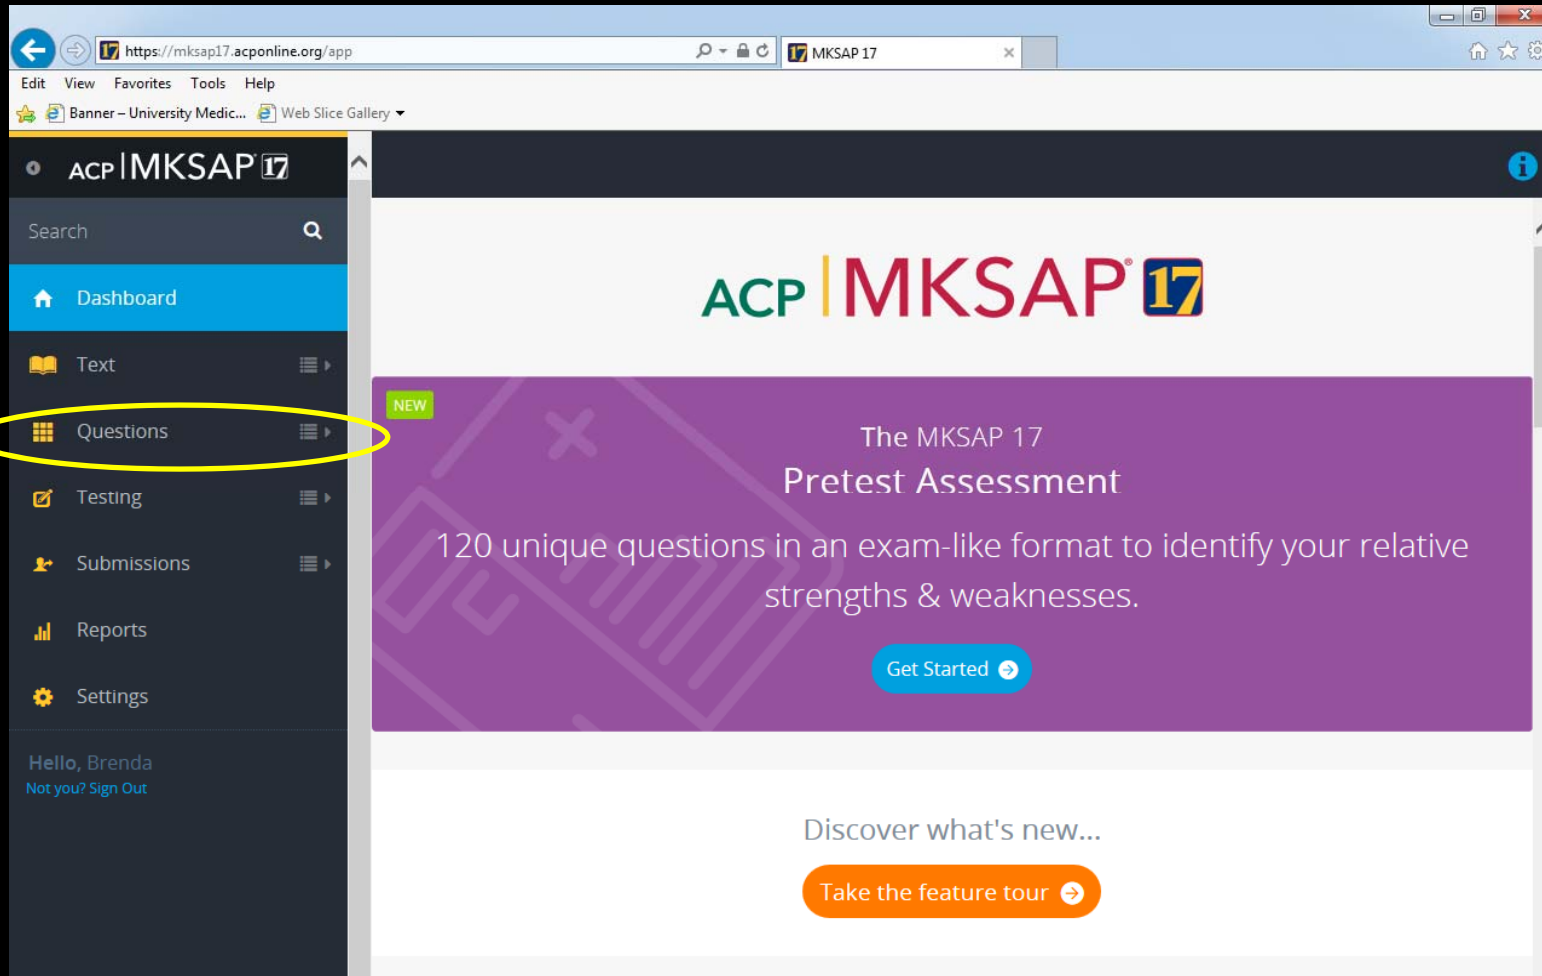 https://mksap17.acponline.org/app
17 MKSAP 17
Edit View Favorites Tools Help
Banner – University Medic... Web Slice Gallery
ACP MKSAP 17
Search
Dashboard
Text
Questions
Testing
Submissions
Reports
Settings
Hello, Brenda
Not you? Sign Out
ACP MKSAP® 17
NEW
The MKSAP 17
Pretest Assessment
120 unique questions in an exam-like format to identify your relative
strengths & weaknesses.
Get Started
Discover what's new...
Take the feature tour